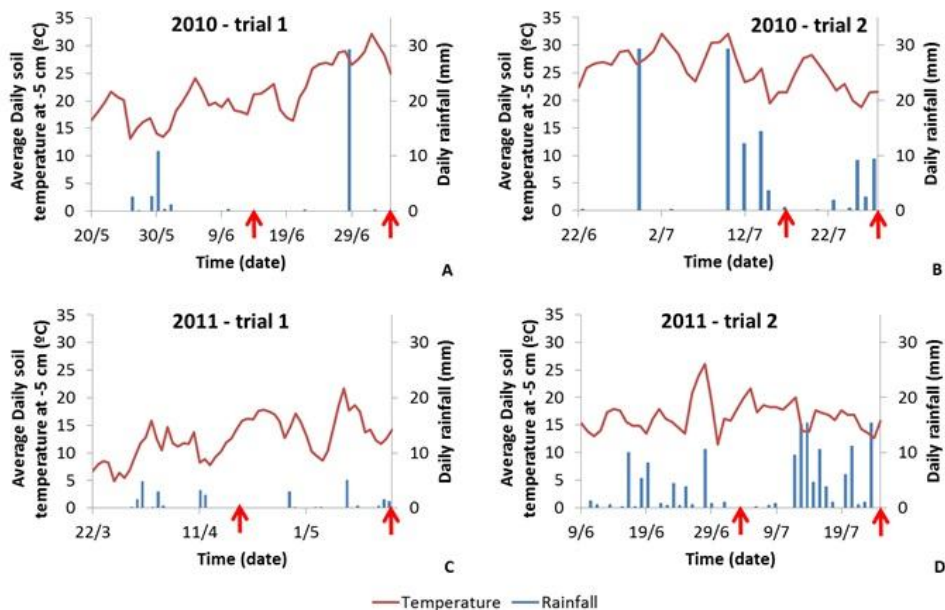 2010 - trial 1
Average Daily soil
temperature at -5 cm (ºC)
35
30
25
20
15
10
5
0
30
20
10
0
Daily rainfall (mm)
20/5
30/5
9/6
19/6
29/6
Time (date)
A
2010 - trial 2
Average Daily soil
temperature at -5 cm (ºC)
35
30
25
20
15
10
5
0
30
20
10
0
Daily rainfall (mm)
22/6
2/7
12/7
22/7
Time (date)
B
2011 - trial 1
Average Daily soil
temperature at -5 cm (ºC)
35
30
25
20
15
10
5
0
30
20
10
0
Daily rainfall (mm)
22/3
11/4
1/5
Time (date)
C
2011 - trial 2
Average Daily soil
temperature at -5 cm (ºC)
35
30
25
20
15
10
5
0
30
20
10
0
Daily rainfall (mm)
9/6
19/6
29/6
9/7
19/7
Time (date)
D
Temperature
Rainfall